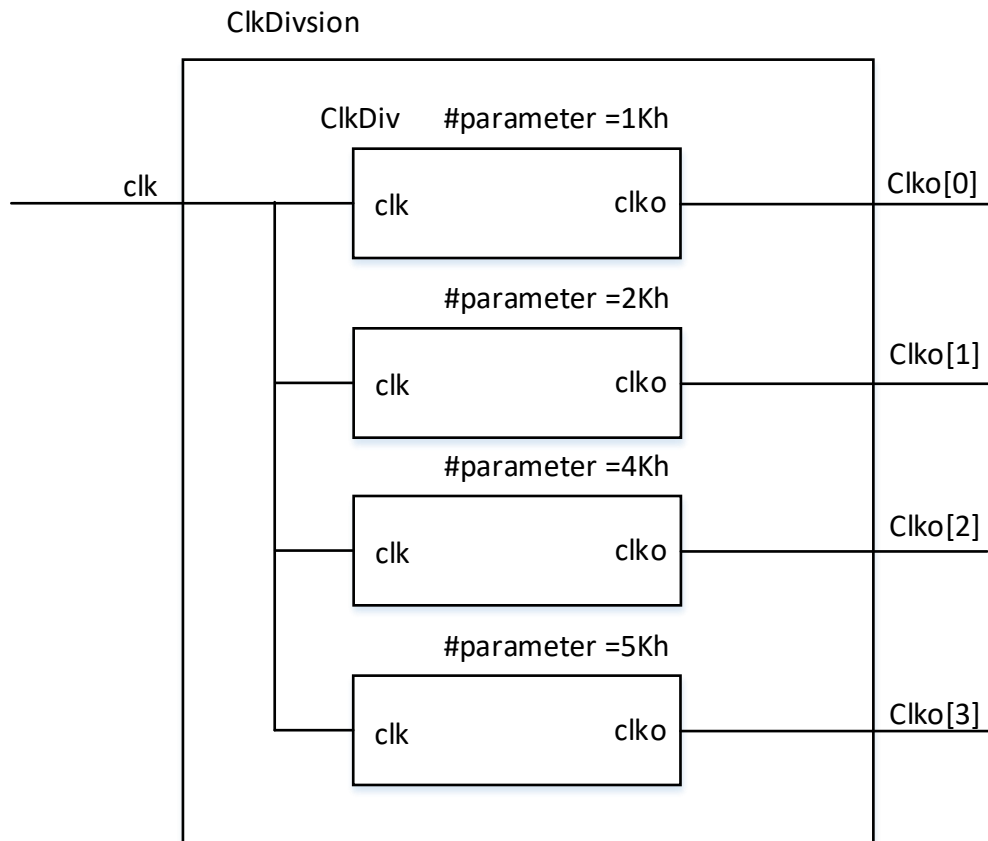 ClkDivsion
ClkDiv #parameter =1Kh
clk clk clko Clko[0]
#parameter =2Kh
clk clko Clko[1]
#parameter =4Kh
clk clko Clko[2]
#parameter =5Kh
clk clko Clko[3]